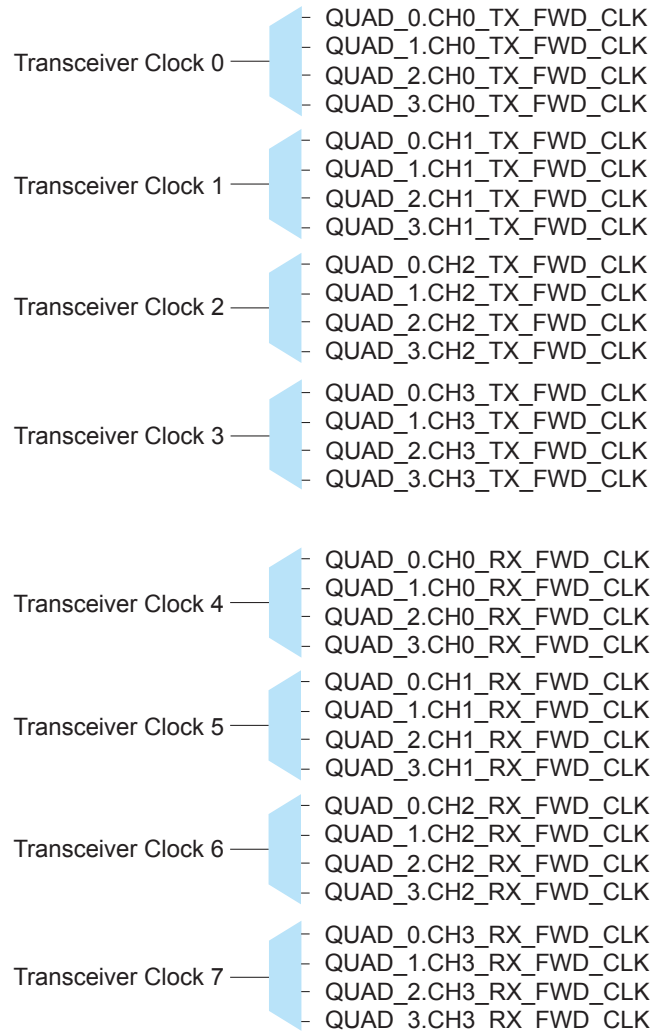 QUAD_0.CH0_TX_FWD_CLK
QUAD_1.CH0_TX_FWD_CLK
Transceiver Clock 0
QUAD_2.CH0_TX_FWD_CLK
QUAD_3.CH0_TX_FWD_CLK
QUAD_0.CH1_TX_FWD_CLK
QUAD_1.CH1_TX_FWD_CLK
Transceiver Clock 1
QUAD_2.CH1_TX_FWD_CLK
QUAD_3.CH1_TX_FWD_CLK
QUAD_0.CH2_TX_FWD_CLK
QUAD_1.CH2_TX_FWD_CLK
Transceiver Clock 2
QUAD_2.CH2_TX_FWD_CLK
QUAD_3.CH2_TX_FWD_CLK
QUAD_0.CH3_TX_FWD_CLK
QUAD_1.CH3_TX_FWD_CLK
Transceiver Clock 3
QUAD_2.CH3_TX_FWD_CLK
QUAD_3.CH3_TX_FWD_CLK
QUAD_0.CH0_RX_FWD_CLK
QUAD_1.CH0_RX_FWD_CLK
Transceiver Clock 4
QUAD_2.CH0_RX_FWD_CLK
QUAD_3.CH0_RX_FWD_CLK
QUAD_0.CH1_RX_FWD_CLK
QUAD_1.CH1_RX_FWD_CLK
Transceiver Clock 5
QUAD_2.CH1_RX_FWD_CLK
QUAD_3.CH1_RX_FWD_CLK
QUAD_0.CH2_RX_FWD_CLK
QUAD_1.CH2_RX_FWD_CLK
Transceiver Clock 6
QUAD_2.CH2_RX_FWD_CLK
QUAD_3.CH2_RX_FWD_CLK
QUAD_0.CH3_RX_FWD_CLK
QUAD_1.CH3_RX_FWD_CLK
Transceiver Clock 7
QUAD_2.CH3_RX_FWD_CLK
QUAD_3.CH3_RX_FWD_CLK